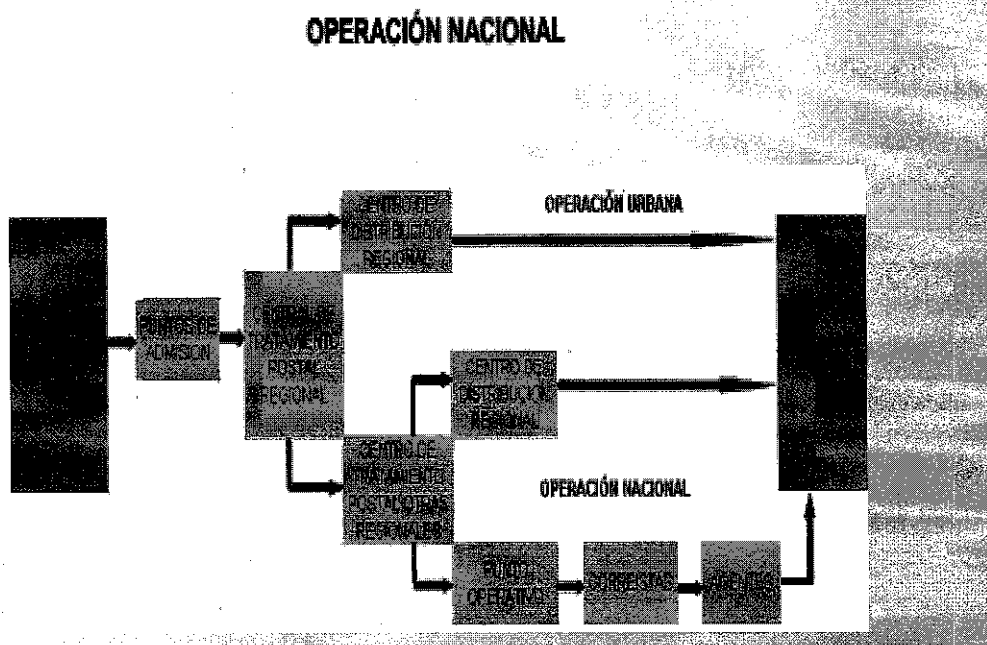 OPERACIÓN NACIONAL
CENTRO DE
DISTRIBUCION
REGIONAL
OPERACIÓN URBANA
PUNTOS DE
ADMISION
CENTRAL DE
TRATAMIENTO
POSTAL
REGIONAL
CENTRO DE
DISTRIBUCION
REGIONAL
CENTRO DE
TRATAMIENTO
POSTAL OTRAS
REGIONALES
OPERACIÓN NACIONAL
PUNTO
OPERATIVO
CORREISTAS
AGENTES